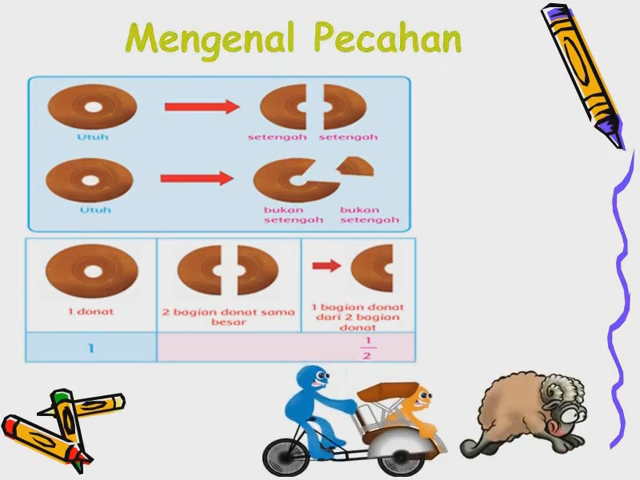 Mengenal Pecahan
Utuh
setengah setengah
Utuh
bukan setengah
bukan setengah
1 donat
2 bagian donat sama besar
1 bagian donat dari 2 bagian donat
1
1
2